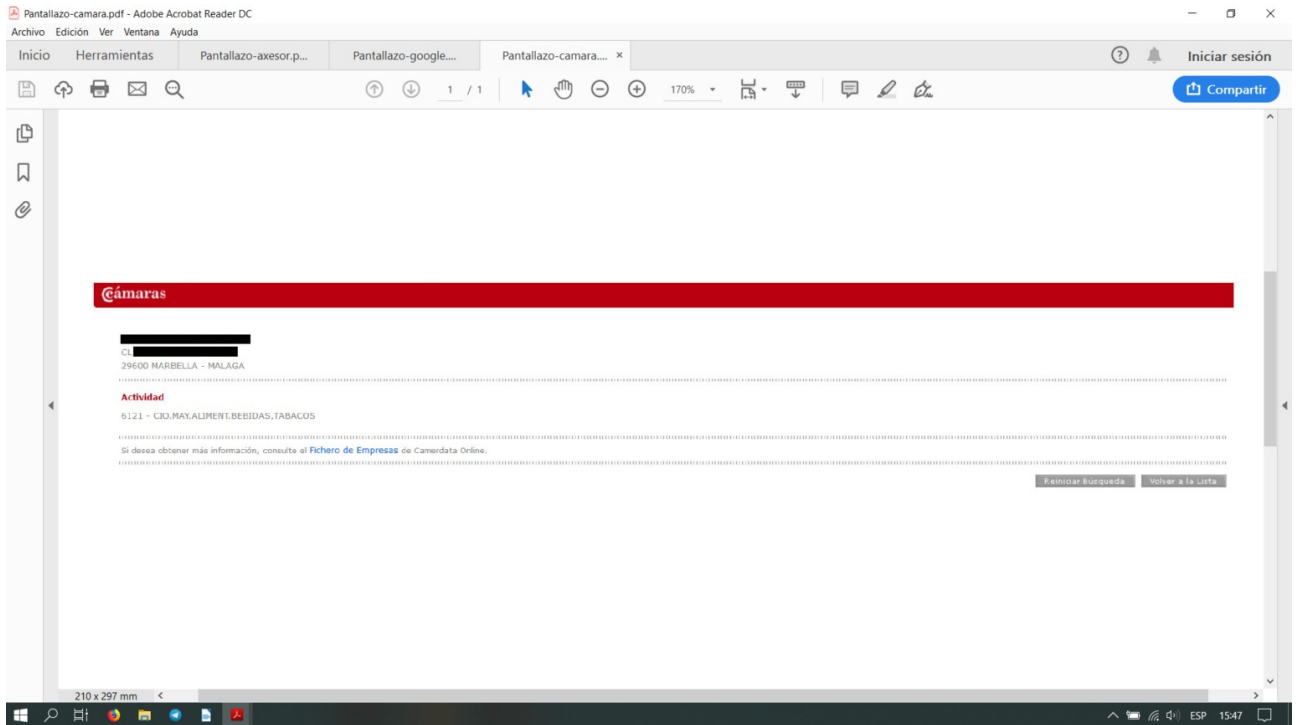 Pantallazo-camara.pdf - Adobe Acrobat Reader DC
Archivo Edición Ver Ventana Ayuda
Inicio Herramientas Pantallazo-axesor.p... Pantallazo-google.... Pantallazo-camara.... × Iniciar sesión
1 / 1 170% Compartir
Cámaras
CL
29600 MARBELLA - MALAGA
Actividad
6121 - CIO.MAY.ALIMENT.BEBIDAS,TABACOS
Si desea obtener más información, consulte el Fichero de Empresas de Camerdata Online.
Reiniciar Búsqueda Volver a la Lista
210 x 297 mm
ESP 15:47